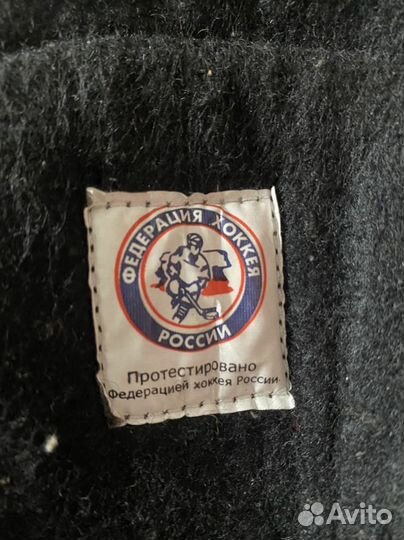 ФЕДЕРАЦИЯ ХОККЕЯ
РОССИИ
Протестировано
Федерацией хоккея России
Avito